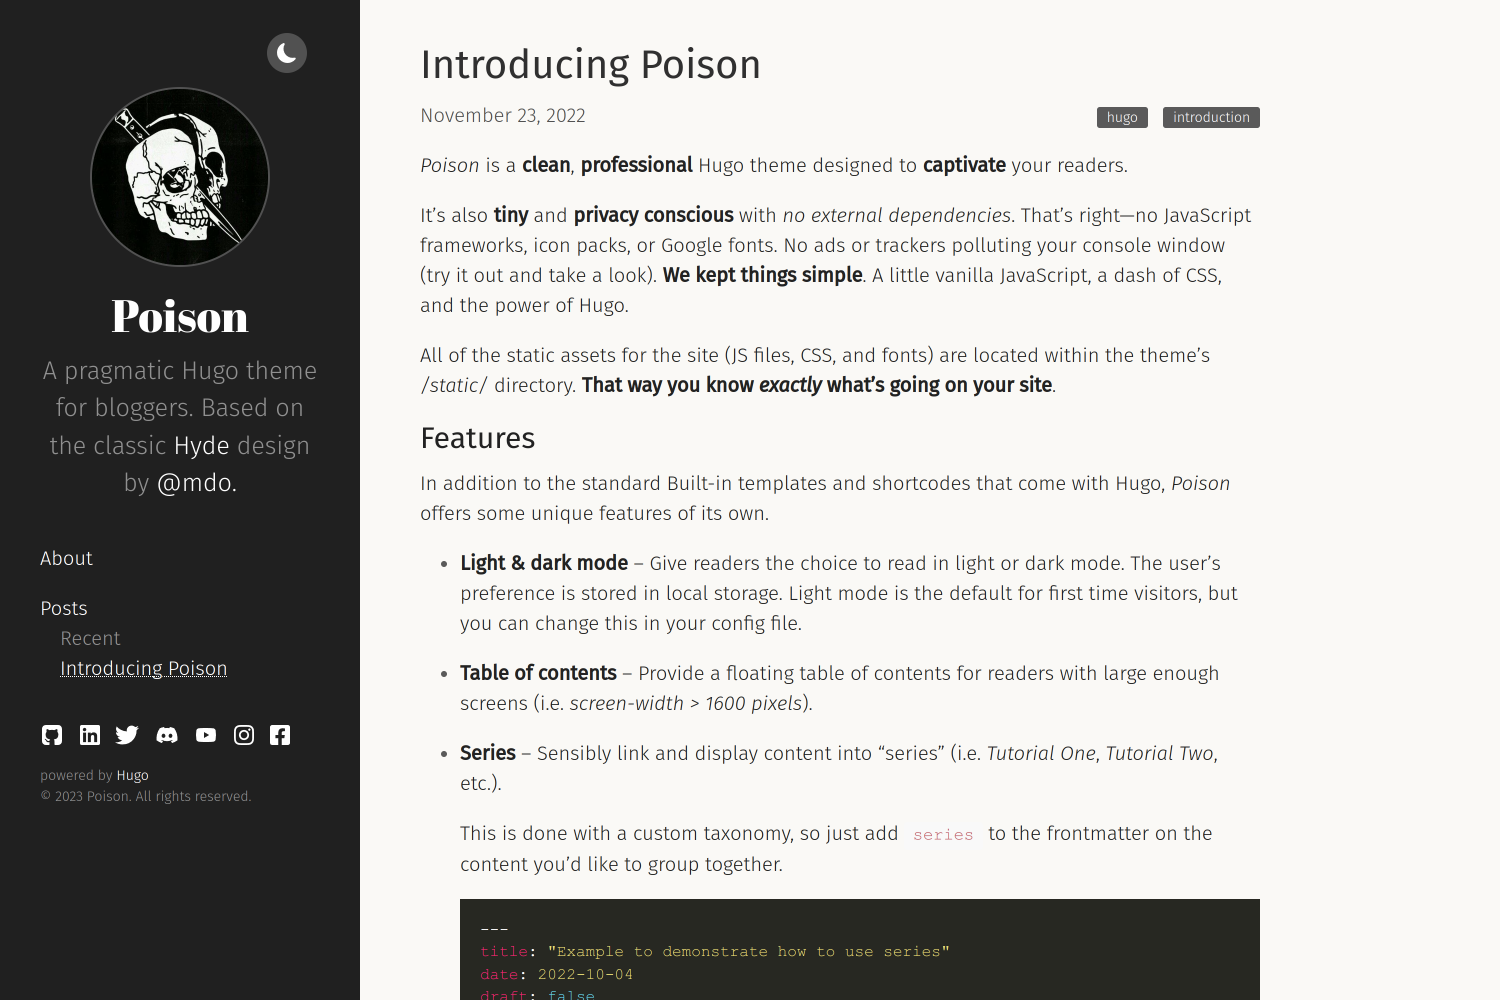 Poison
A pragmatic Hugo theme
for bloggers. Based on
the classic Hyde design
by @mdo.
About
Posts
Recent
Introducing Poison
powered by Hugo
© 2023 Poison. All rights reserved.
Introducing Poison
November 23, 2022
hugo introduction
Poison is a clean, professional Hugo theme designed to captivate your readers.
It’s also tiny and privacy conscious with no external dependencies. That’s right—no JavaScript
frameworks, icon packs, or Google fonts. No ads or trackers polluting your console window
(try it out and take a look). We kept things simple. A little vanilla JavaScript, a dash of CSS,
and the power of Hugo.
All of the static assets for the site (JS files, CSS, and fonts) are located within the theme’s
/static/ directory. That way you know exactly what’s going on your site.
Features
In addition to the standard Built-in templates and shortcodes that come with Hugo, Poison
offers some unique features of its own.
• Light & dark mode – Give readers the choice to read in light or dark mode. The user’s
preference is stored in local storage. Light mode is the default for first time visitors, but
you can change this in your config file.
• Table of contents – Provide a floating table of contents for readers with large enough
screens (i.e. screen-width > 1600 pixels).
• Series – Sensibly link and display content into “series” (i.e. Tutorial One, Tutorial Two,
etc.).
This is done with a custom taxonomy, so just add series to the frontmatter on the
content you’d like to group together.
---
title: "Example to demonstrate how to use series"
date: 2022-10-04
draft: false